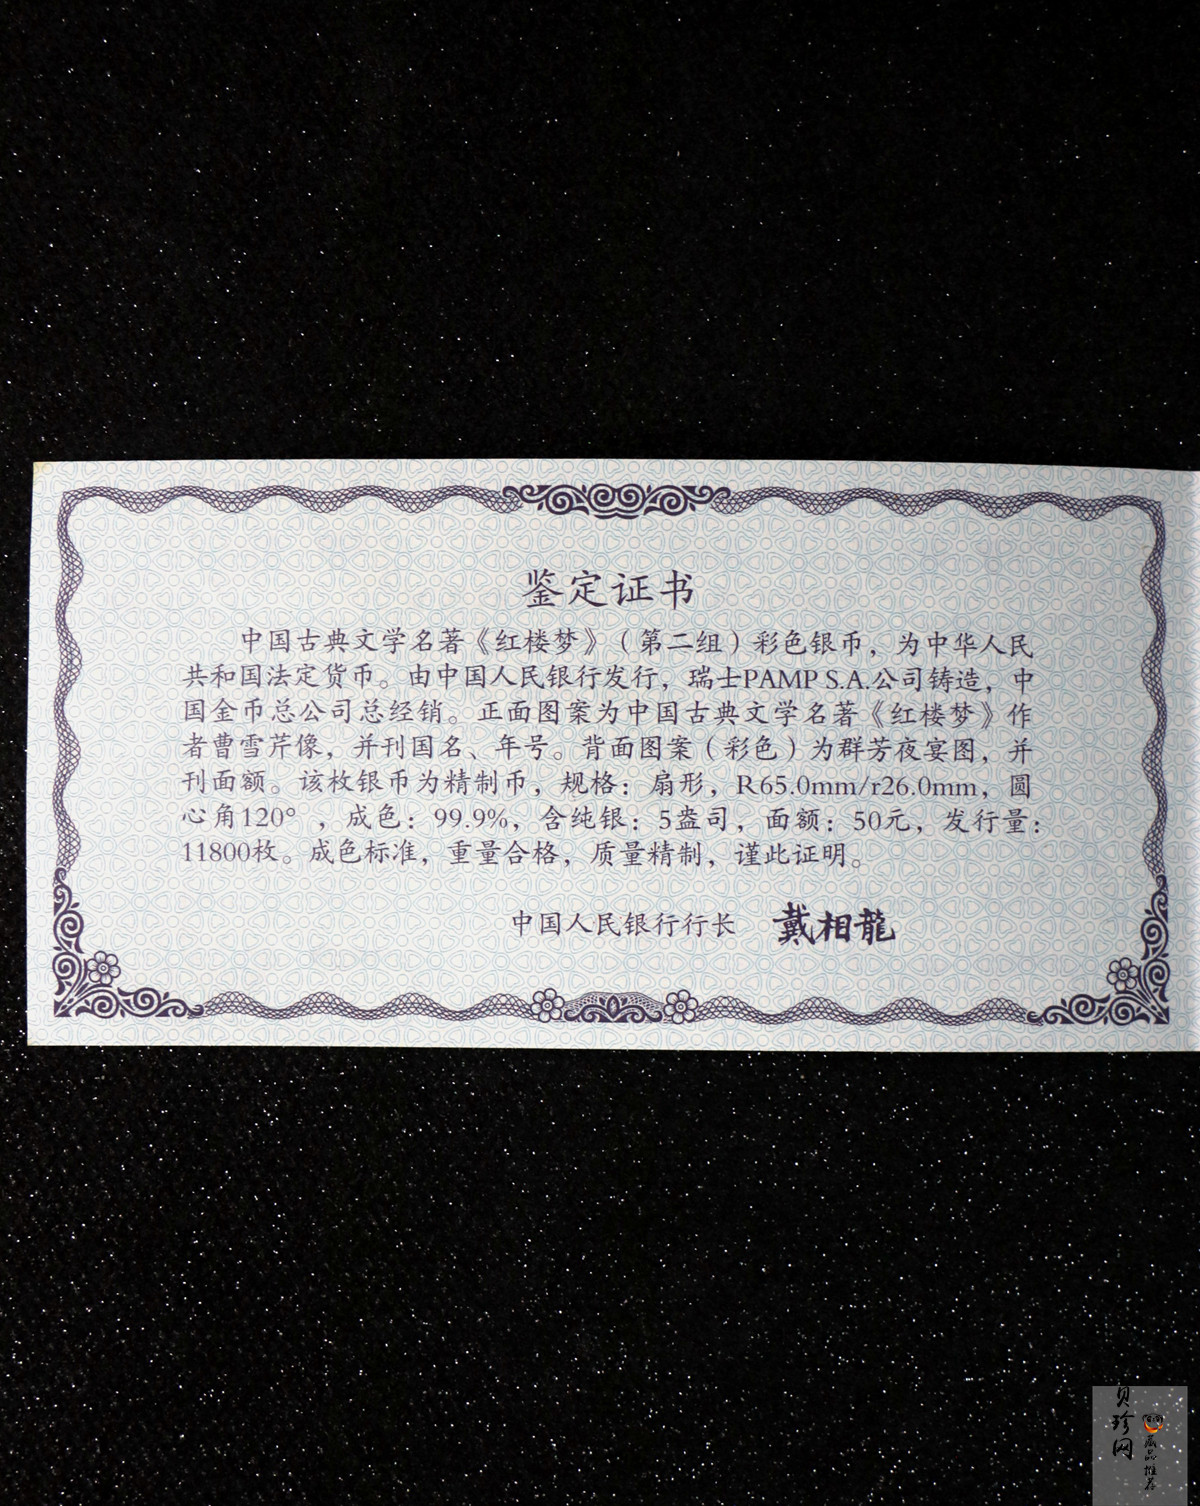 鉴定证书
中国古典文学名著《红楼梦》（第二组）彩色银币，为中华人民
共和国法定货币。由中国人民银行发行，瑞士PAMP S.A.公司铸造，中
国金币总公司总经销。正面图案为中国古典文学名著《红楼梦》作
者曹雪芹像，并刊国名、年号。背面图案（彩色）为群芳夜宴图，并
刊面额。该枚银币为精制币，规格：扇形，R65.0mm/r26.0mm，圆
心角120°，成色：99.9%，含纯银：5盎司，面额：50元，发行量：
11800枚。成色标准，重量合格，质量精制，谨此证明。
中国人民银行行长 戴相龍
贝珍网
藏品推荐